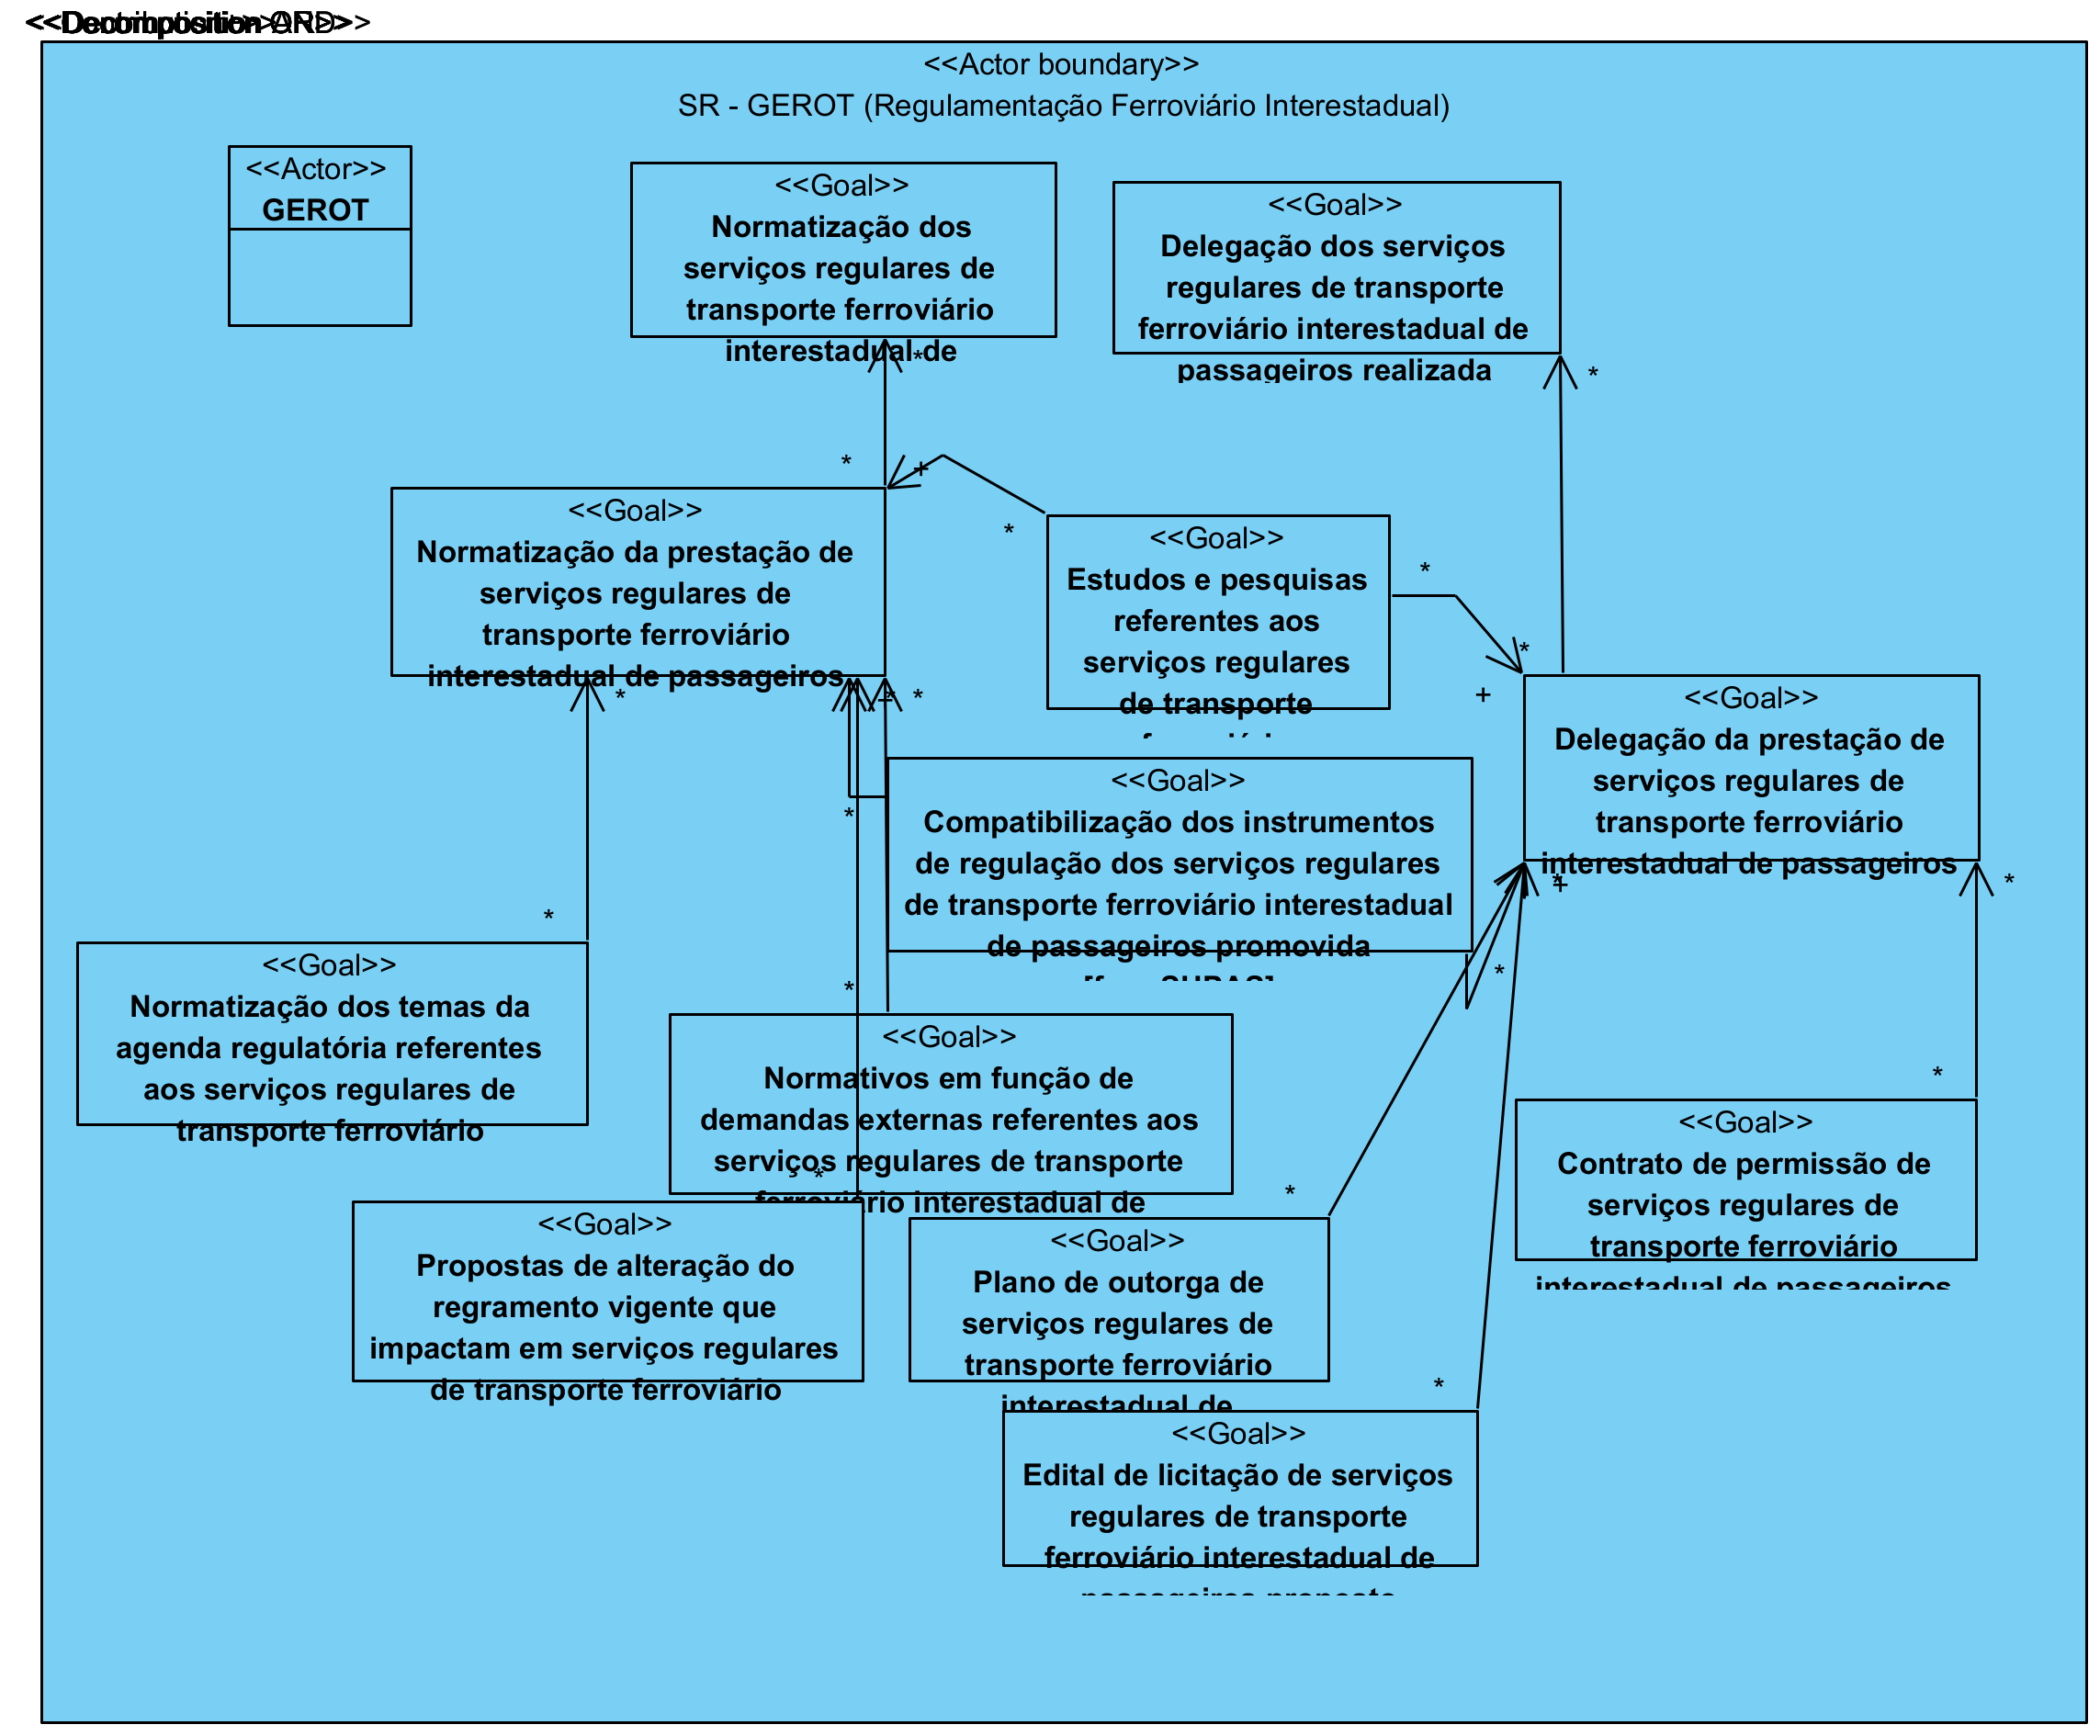 <<Actor boundary>>
SR - GEROT (Regulamentação Ferroviário Interestadual)
<<Actor>>
GEROT
<<Goal>>
Normatização dos
serviços regulares de
transporte ferroviário
interestadual de
<<Goal>>
Delegação dos serviços
regulares de transporte
ferroviário interestadual de
passageiros realizada
<<Goal>>
Normatização da prestação de
serviços regulares de
transporte ferroviário
interestadual de passageiros
<<Goal>>
Estudos e pesquisas
referentes aos
serviços regulares
de transporte
<<Goal>>
Delegação da prestação de
serviços regulares de
transporte ferroviário
interestadual de passageiros
<<Goal>>
Compatibilização dos instrumentos
de regulação dos serviços regulares
de transporte ferroviário interestadual
de passageiros promovida
<<Goal>>
Normatização dos temas da
agenda regulatória referentes
aos serviços regulares de
transporte ferroviário
<<Goal>>
Normativos em função de
demandas externas referentes aos
serviços regulares de transporte
ferroviário interestadual de
<<Goal>>
Contrato de permissão de
serviços regulares de
transporte ferroviário
interestadual de passageiros
<<Goal>>
Propostas de alteração do
regramento vigente que
impactam em serviços regulares
de transporte ferroviário
<<Goal>>
Plano de outorga de
serviços regulares de
transporte ferroviário
interestadual de
<<Goal>>
Edital de licitação de serviços
regulares de transporte
ferroviário interestadual de